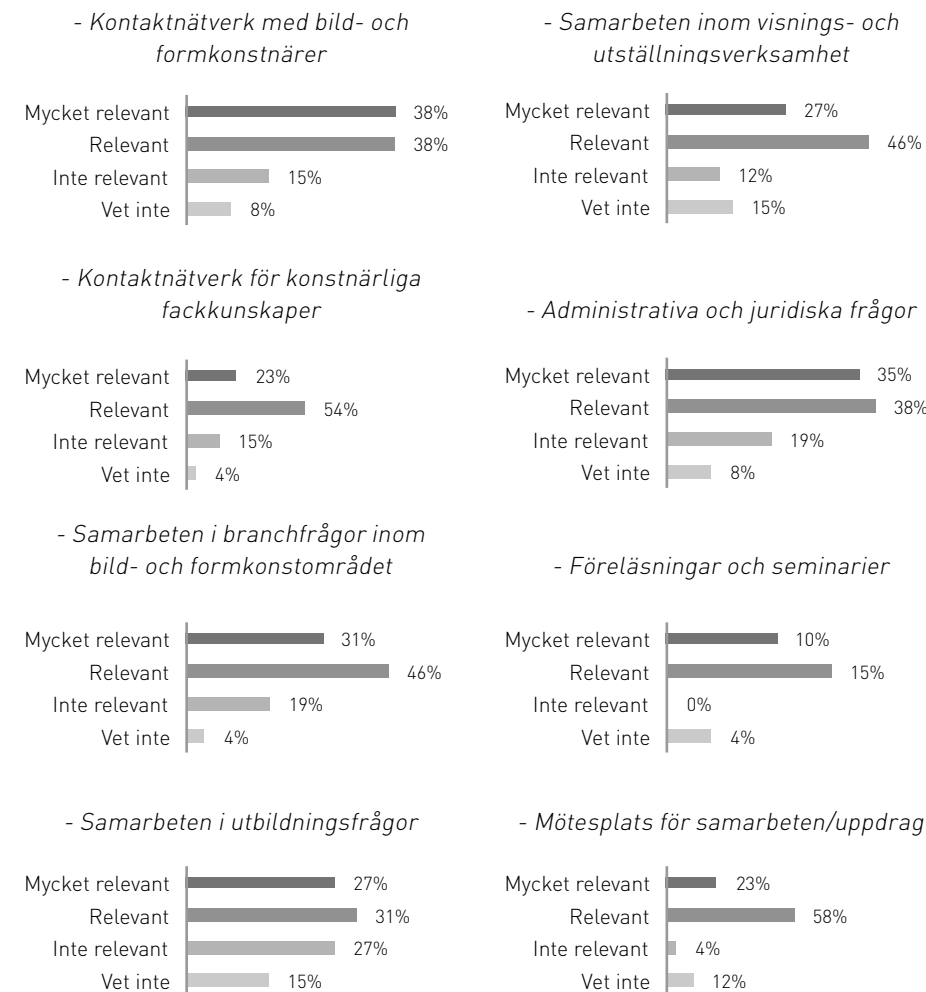 - Kontaktnätverk med bild- och
formkonstnärer
Mycket relevant 38%
Relevant 38%
Inte relevant 15%
Vet inte 8%
- Samarbeten inom visnings- och
utställningsverksamhet
Mycket relevant 27%
Relevant 46%
Inte relevant 12%
Vet inte 15%
- Kontaktnätverk för konstnärliga
fackkunskaper
Mycket relevant 23%
Relevant 54%
Inte relevant 15%
Vet inte 4%
- Administrativa och juridiska frågor
Mycket relevant 35%
Relevant 38%
Inte relevant 19%
Vet inte 8%
- Samarbeten i branchfrågor inom
bild- och formkonstområdet
Mycket relevant 31%
Relevant 46%
Inte relevant 19%
Vet inte 4%
- Föreläsningar och seminarier
Mycket relevant 10%
Relevant 15%
Inte relevant 0%
Vet inte 4%
- Samarbeten i utbildningsfrågor
Mycket relevant 27%
Relevant 31%
Inte relevant 27%
Vet inte 15%
- Mötesplats för samarbeten/uppdrag
Mycket relevant 23%
Relevant 58%
Inte relevant 4%
Vet inte 12%